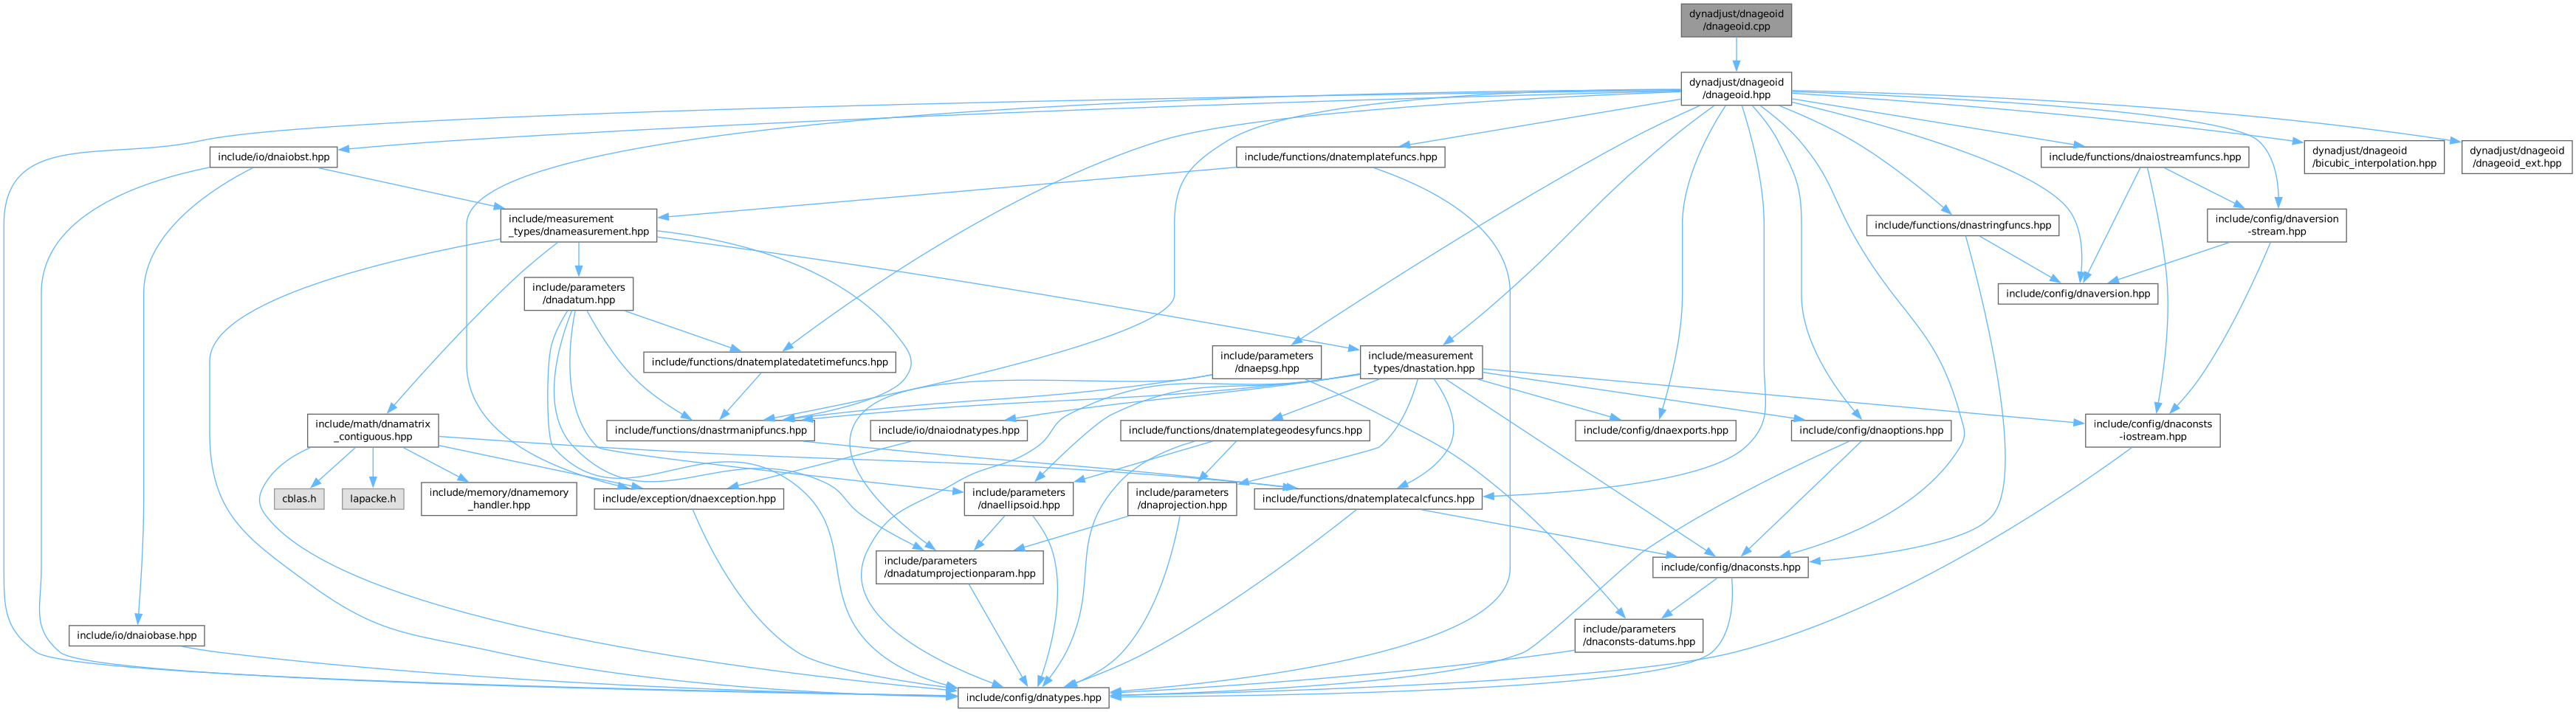 dynadjust/dnageoid
/dnageoid.cpp
dynadjust/dnageoid
/dnageoid.hpp
include/io/dnaiobst.hpp
include/functions/dnatemplatefuncs.hpp
include/functions/dnaiostreamfuncs.hpp
dynadjust/dnageoid
/bicubic_interpolation.hpp
dynadjust/dnageoid
/dnageoid_ext.hpp
include/measurement
_types/dnameasurement.hpp
include/functions/dnastringfuncs.hpp
include/config/dnaversion
-stream.hpp
include/parameters
/dnadatum.hpp
include/config/dnaversion.hpp
include/functions/dnatemplatedatetimefuncs.hpp
include/parameters
/dnaepsg.hpp
include/measurement
_types/dnastation.hpp
include/math/dnamatrix
_contiguous.hpp
include/functions/dnastrmanipfuncs.hpp
include/io/dnaiodnatypes.hpp
include/functions/dnatemplategeodesyfuncs.hpp
include/config/dnaexports.hpp
include/config/dnaoptions.hpp
include/config/dnaconsts
-iostream.hpp
cblas.h
lapacke.h
include/memory/dnamemory
_handler.hpp
include/exception/dnaexception.hpp
include/parameters
/dnaellipsoid.hpp
include/parameters
/dnaprojection.hpp
include/functions/dnatemplatecalcfuncs.hpp
include/parameters
/dnadatumprojectionparam.hpp
include/config/dnaconsts.hpp
include/io/dnaiobase.hpp
include/parameters
/dnaconsts-datums.hpp
include/config/dnatypes.hpp